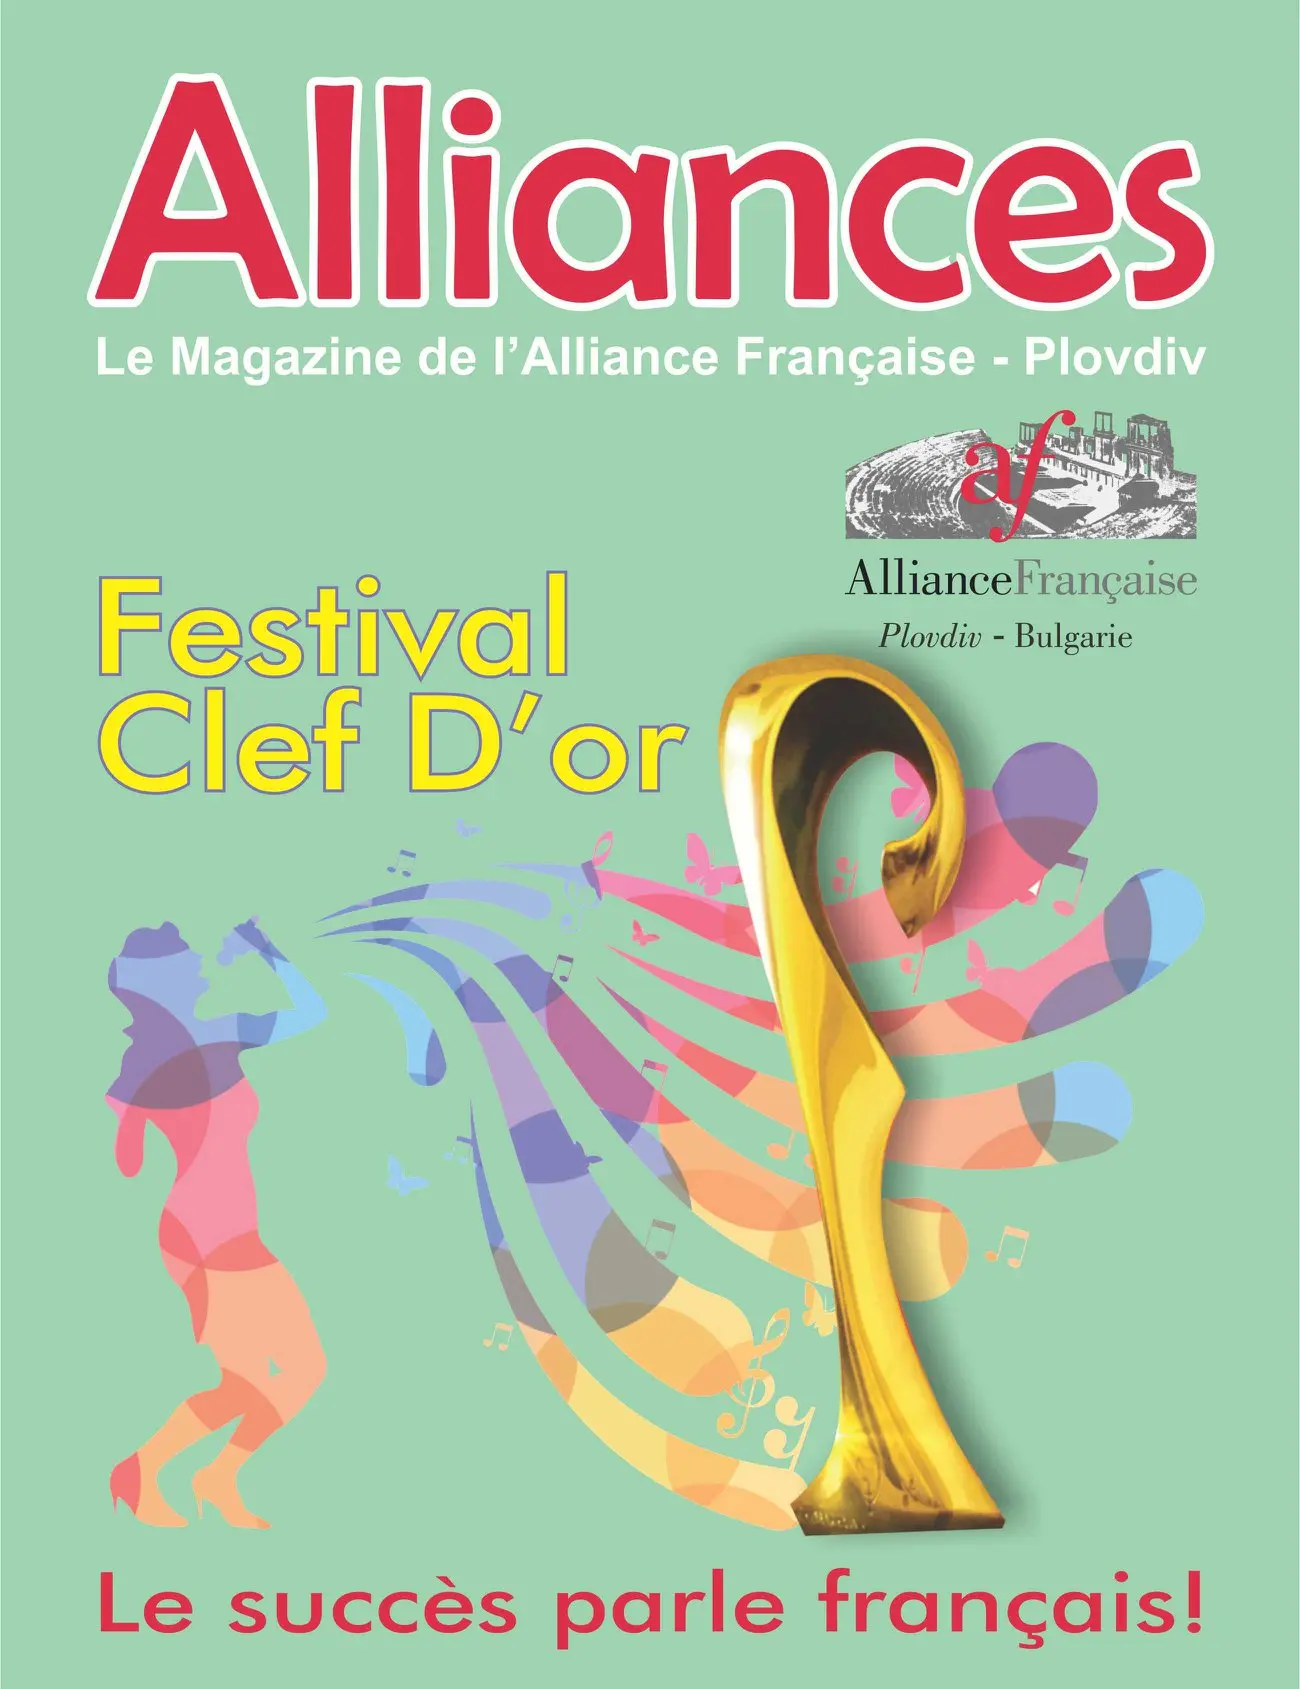 Alliances
Le Magazine de l'Alliance Française - Plovdiv
af
AllianceFrançaise
Plovdiv - Bulgarie
Festival
Clef D'or
Le succès parle français!